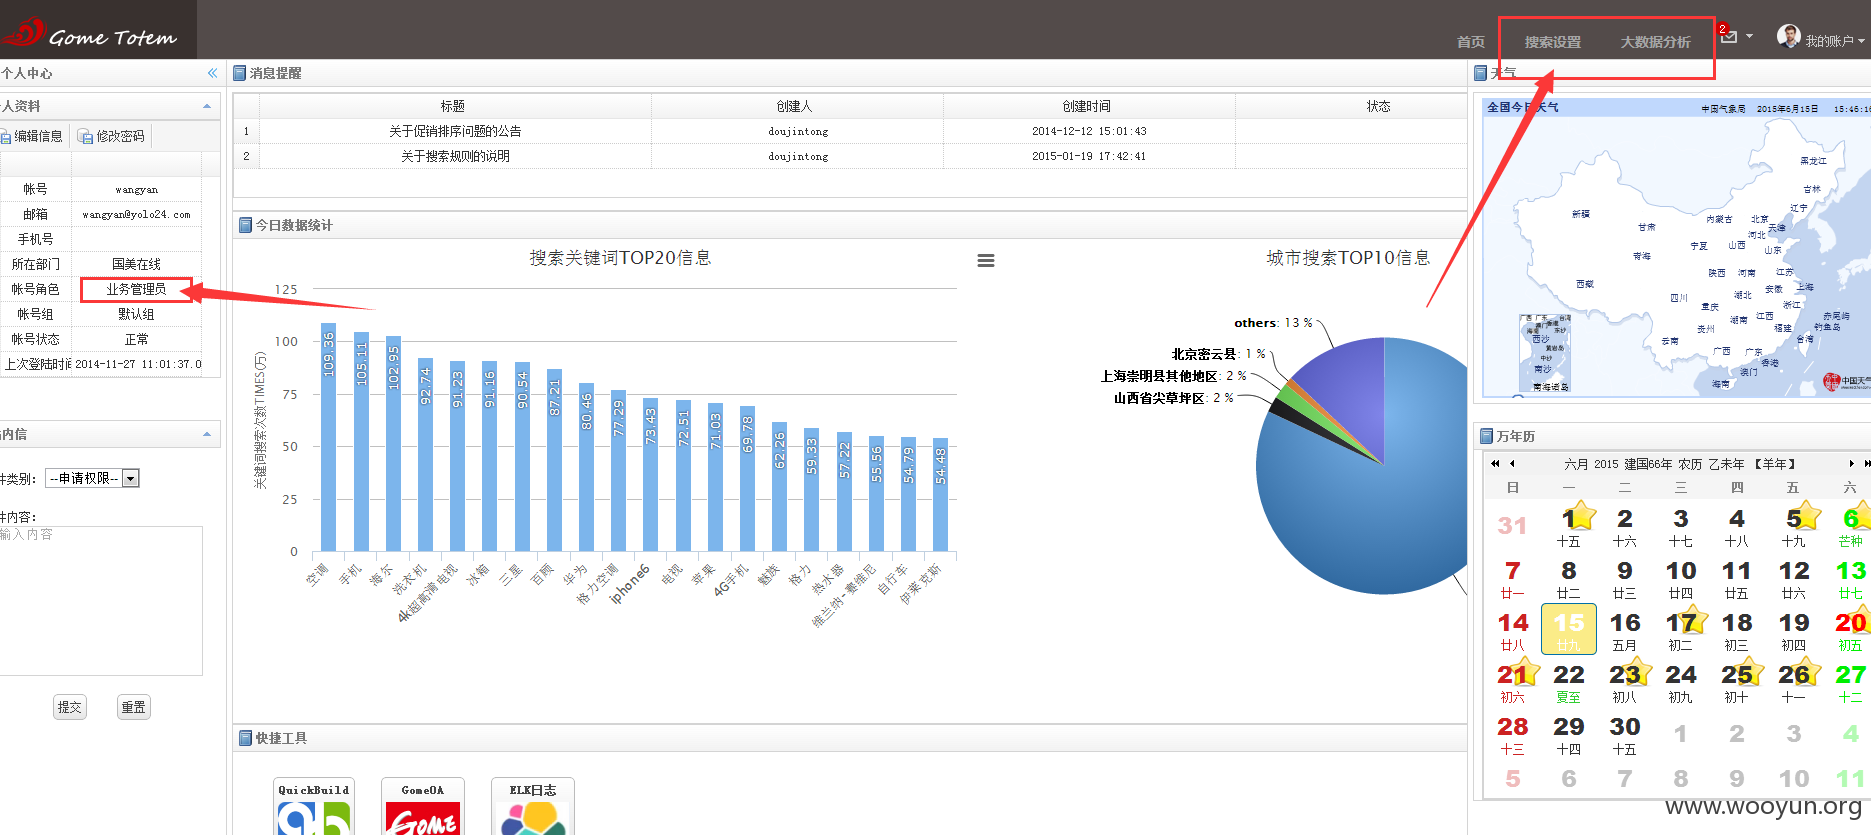 Gome Totem
首页
搜索设置
大数据分析
2
我的账户
个人中心
人资料
编辑信息
修改密码
帐号 wangyan
邮箱 wangyan@yolo24.com
手机号
所在部门 国美在线
帐号角色 业务管理员
帐号组 默认组
帐号状态 正常
上次登陆时间 2014-11-27 11:01:37.0
内信
件类别: --申请权限--
件内容:
输入内容
提交
重置
消息提醒
标题 创建人 创建时间 状态
1 关于促销排序问题的公告 doujintong 2014-12-12 15:01:43
2 关于搜索规则的说明 doujintong 2015-01-19 17:42:41
今日数据统计
搜索关键词TOP20信息
关键词搜索次数TIMES(万)
125
100
75
50
25
0
109.36
105.11
102.95
92.74
91.23
91.16
90.54
87.21
80.46
77.29
73.43
72.51
71.03
69.78
62.26
59.33
57.22
55.56
54.79
54.48
空调
手机
海尔
洗衣机
4k超高清电视
冰箱
三星
百顾
华为
格力空调
iphone6
电视
苹果
4G手机
魅族
格力
热水器
维兰纳-赛维尼
自行车
伊莱克斯
城市搜索TOP10信息
others: 13 %
北京密云县: 1 %
上海崇明县其他地区: 2 %
山西省尖草坪区: 2 %
快捷工具
QuickBuild
GomeOA
GOME
ELK日志
天气
全国今日天气 中国气象局 2015年6月15日 15:46:16
黑龙江
吉林
辽宁
内蒙古
北京
天津
河北
新疆
甘肃
宁夏
山西
山东
青海
陕西
河南
江苏
西藏
四川
重庆
湖北
安徽
上海
浙江
湖南
江西
贵州
福建
云南
广西
广东
台湾
香港
澳门
海南
赤尾屿
钓鱼岛
西沙
黄岩岛
中沙
南沙
南海诸岛
中国天气
万年历
六月 2015 建国66年 农历 乙未年 【羊年】
日 一 二 三 四 五 六
31 1 2 3 4 5 6
十五 十六 十七 十八 十九 芒种
7 8 9 10 11 12 13
廿一 廿二 廿三 廿四 廿五 廿六 廿七
14 15 16 17 18 19 20
廿八 廿九 五月 初二 初三 初四 初五
21 22 23 24 25 26 27
初六 夏至 初八 初九 初十 十一 十二
28 29 30 1 2 3 4
十三 十四 十五
5 6 7 8 9 10 11
www.wooyun.org